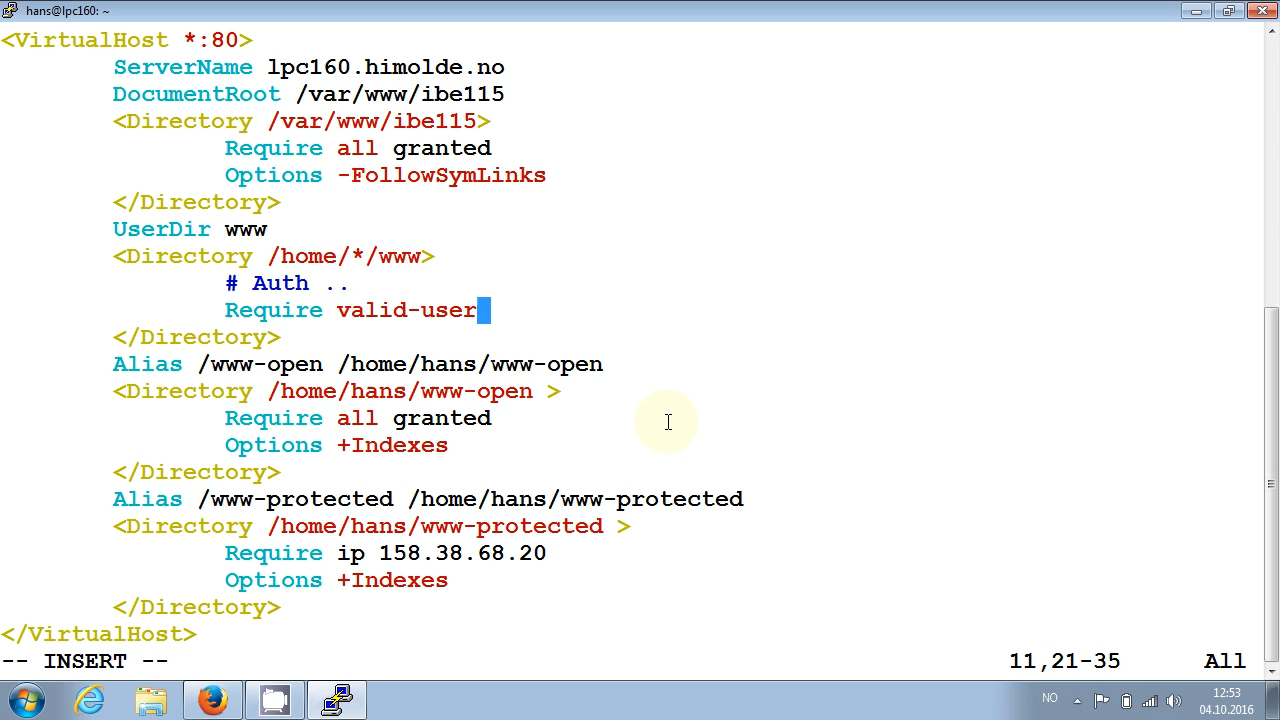 hans@lpc160: ~
<VirtualHost *:80>
        ServerName lpc160.himolde.no
        DocumentRoot /var/www/ibe115
        <Directory /var/www/ibe115>
                Require all granted
                Options -FollowSymLinks
        </Directory>
        UserDir www
        <Directory /home/*/www>
                # Auth ..
                Require valid-user
        </Directory>
        Alias /www-open /home/hans/www-open
        <Directory /home/hans/www-open >
                Require all granted
                Options +Indexes
        </Directory>
        Alias /www-protected /home/hans/www-protected
        <Directory /home/hans/www-protected >
                Require ip 158.38.68.20
                Options +Indexes
        </Directory>
</VirtualHost>
-- INSERT -- 11,21-35 All
NO 12:53
04.10.2016